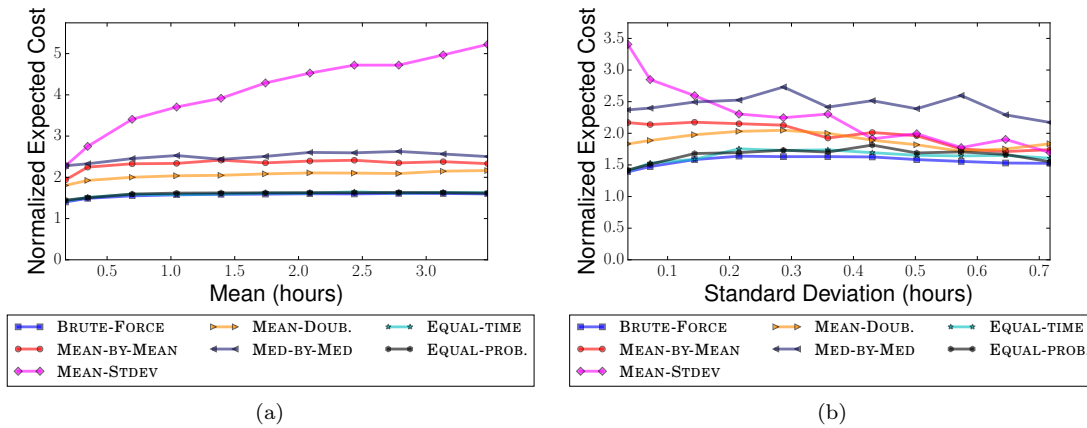 Normalized Expected Cost
5
4
3
2
1
0
0.5
1.0
1.5
2.0
2.5
3.0
Mean (hours)
BRUTE-FORCE
MEAN-DOUB.
EQUAL-TIME
MEAN-BY-MEAN
MED-BY-MED
EQUAL-PROB.
MEAN-STDEV
(a)
Normalized Expected Cost
3.5
3.0
2.5
2.0
1.5
1.0
0.5
0.0
0.1
0.2
0.3
0.4
0.5
0.6
0.7
Standard Deviation (hours)
BRUTE-FORCE
MEAN-DOUB.
EQUAL-TIME
MEAN-BY-MEAN
MED-BY-MED
EQUAL-PROB.
MEAN-STDEV
(b)